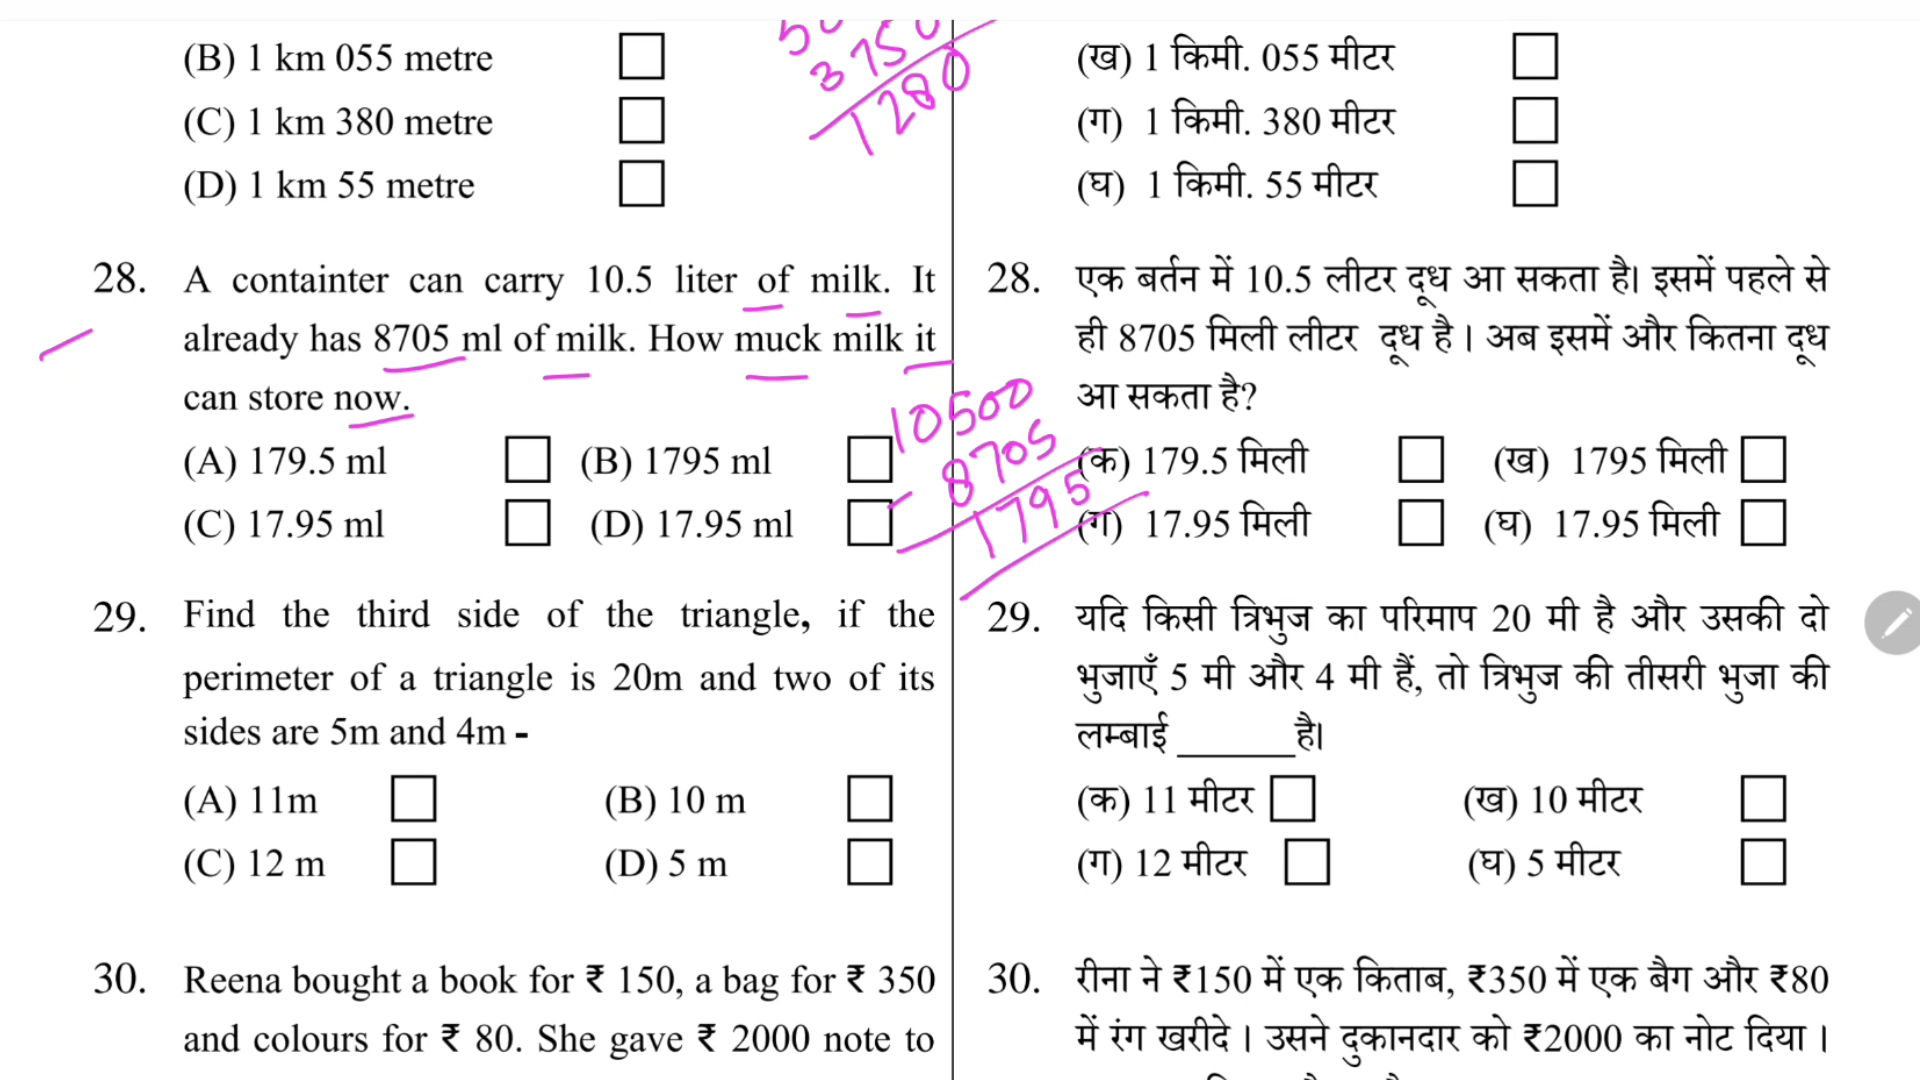 (B) 1 km 055 metre
(C) 1 km 380 metre
(D) 1 km 55 metre
3750
1280
28. A containter can carry 10.5 liter of milk. It
already has 8705 ml of milk. How muck milk it
can store now.
10500
- 8705
1795
(A) 179.5 ml (B) 1795 ml
(C) 17.95 ml (D) 17.95 ml
29. Find the third side of the triangle, if the
perimeter of a triangle is 20m and two of its
sides are 5m and 4m -
(A) 11m (B) 10 m
(C) 12 m (D) 5 m
30. Reena bought a book for ₹ 150, a bag for ₹ 350
and colours for ₹ 80. She gave ₹ 2000 note to
(ख) 1 किमी. 055 मीटर
(ग) 1 किमी. 380 मीटर
(घ) 1 किमी. 55 मीटर
28. एक बर्तन में 10.5 लीटर दूध आ सकता है। इसमें पहले से
ही 8705 मिली लीटर दूध है । अब इसमें और कितना दूध
आ सकता है?
(क) 179.5 मिली (ख) 1795 मिली
(ग) 17.95 मिली (घ) 17.95 मिली
29. यदि किसी त्रिभुज का परिमाप 20 मी है और उसकी दो
भुजाएँ 5 मी और 4 मी हैं, तो त्रिभुज की तीसरी भुजा की
लम्बाई ______है।
(क) 11 मीटर (ख) 10 मीटर
(ग) 12 मीटर (घ) 5 मीटर
30. रीना ने ₹150 में एक किताब, ₹350 में एक बैग और ₹80
में रंग खरीदे । उसने दुकानदार को ₹2000 का नोट दिया ।